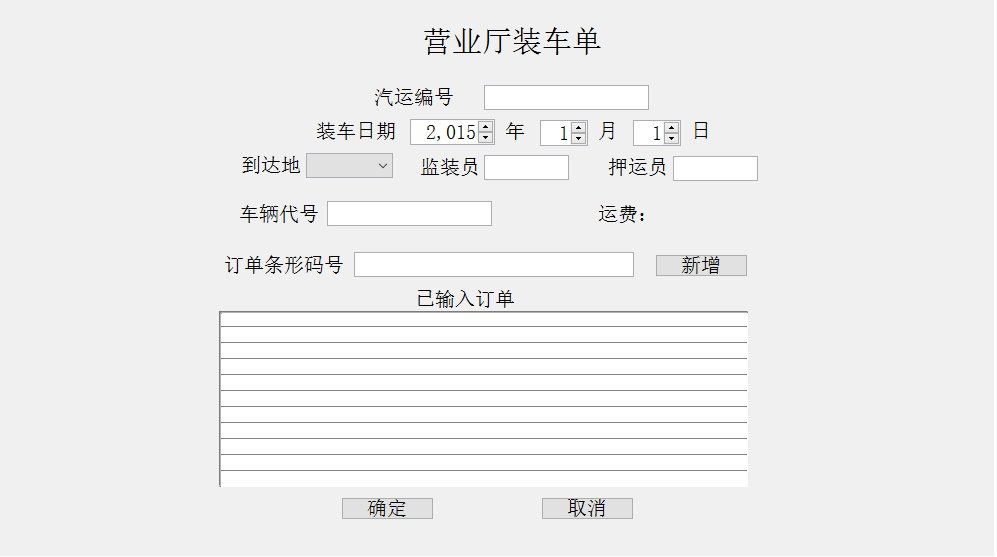 营业厅装车单
汽运编号
装车日期 2,015 年 1 月 1 日
到达地 监装员 押运员
车辆代号 运费:
订单条形码号 新增
已输入订单
确定 取消